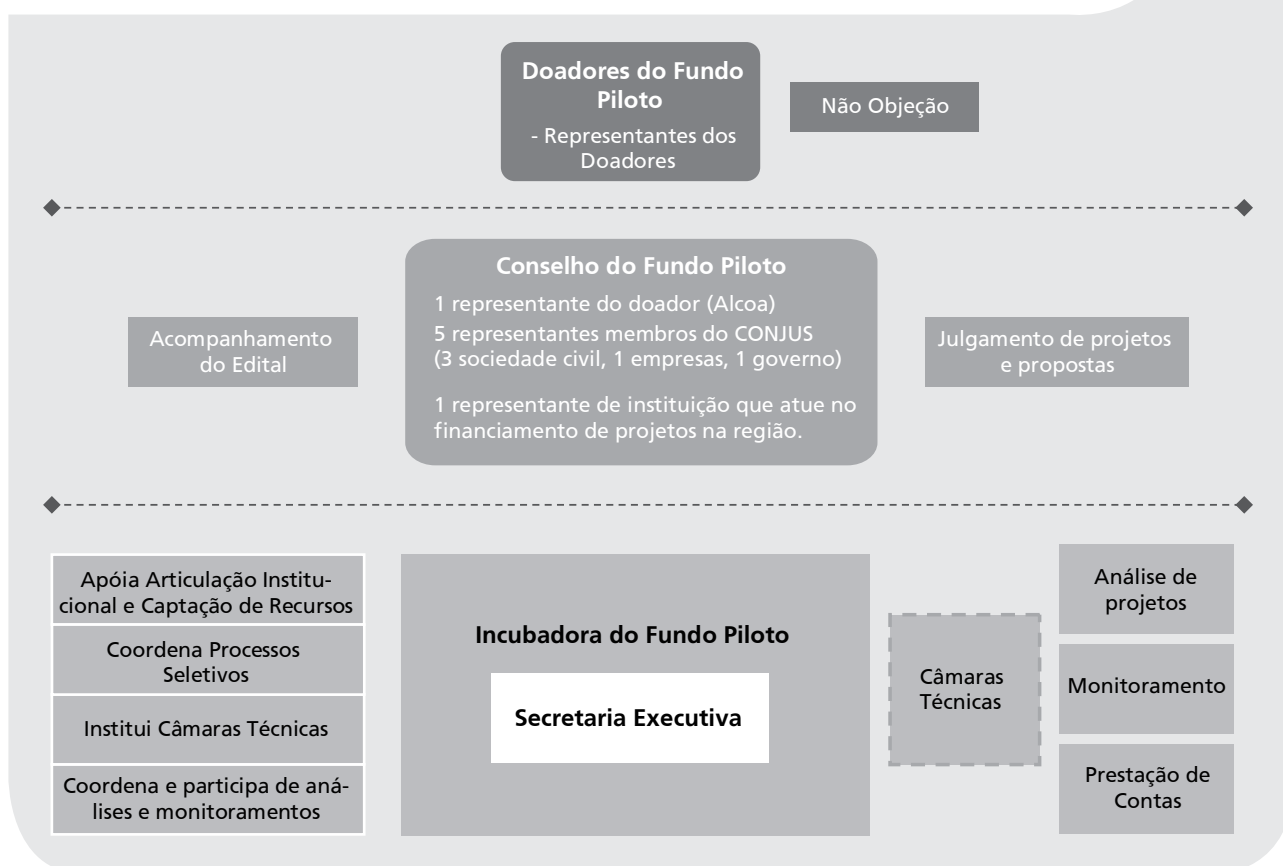 Doadores do Fundo
Piloto
- Representantes dos
Doadores
Não Objeção
Conselho do Fundo Piloto
1 representante do doador (Alcoa)
5 representantes membros do CONJUS
(3 sociedade civil, 1 empresas, 1 governo)
1 representante de instituição que atue no
financiamento de projetos na região.
Acompanhamento
do Edital
Julgamento de projetos
e propostas
Apóia Articulação Institu-
cional e Captação de Recursos
Coordena Processos
Seletivos
Institui Câmaras Técnicas
Coordena e participa de aná-
lises e monitoramentos
Incubadora do Fundo Piloto
Secretaria Executiva
Câmaras
Técnicas
Análise de
projetos
Monitoramento
Prestação de
Contas